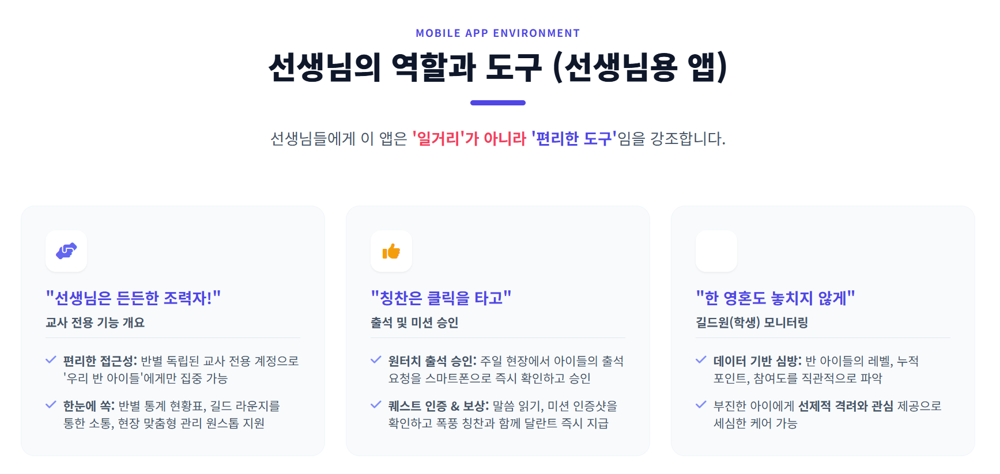 MOBILE APP ENVIRONMENT
선생님의 역할과 도구 (선생님용 앱)
선생님들에게 이 앱은 '일거리'가 아니라 '편리한 도구'임을 강조합니다.
"선생님은 든든한 조력자!"
교사 전용 기능 개요
편리한 접근성: 반별 독립된 교사 전용 계정으로
'우리 반 아이들'에게만 집중 가능
한눈에 쏙: 반별 통계 현황표, 길드 라운지를
통한 소통, 현장 맞춤형 관리 원스톱 지원
"칭찬은 클릭을 타고"
출석 및 미션 승인
원터치 출석 승인: 주일 현장에서 아이들의 출석
요청을 스마트폰으로 즉시 확인하고 승인
퀘스트 인증 & 보상: 말씀 읽기, 미션 인증샷을
확인하고 폭풍 칭찬과 함께 달란트 즉시 지급
"한 영혼도 놓치지 않게"
길드원(학생) 모니터링
데이터 기반 심방: 반 아이들의 레벨, 누적
포인트, 참여도를 직관적으로 파악
부진한 아이에게 선제적 격려와 관심 제공으로
세심한 케어 가능